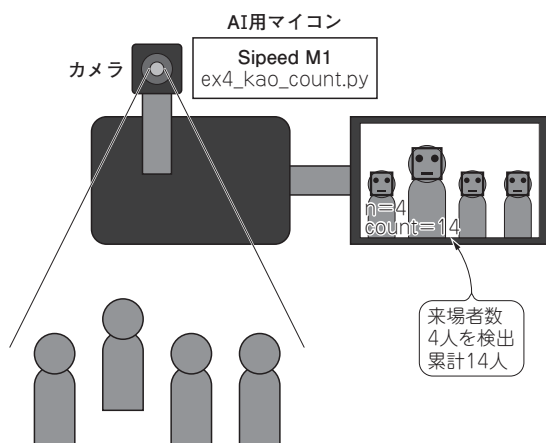 AI用マイコン
カメラ
Sipeed M1
ex4_kao_count.py
n=4
count=14
来場者数
4人を検出
累計14人